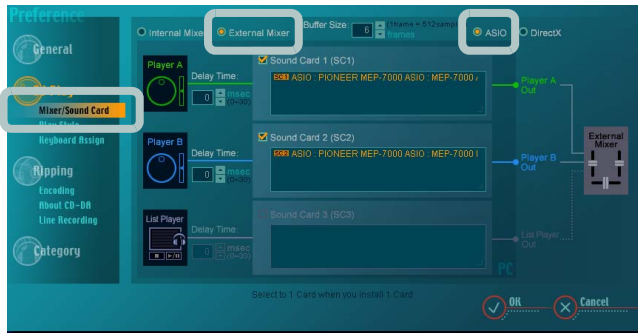 Preference
General
Mixer/Sound Card
Play Style
Keyboard Assign
Ripping
Encoding
About CD-DA
Line Recording
Category
Internal Mixer
External Mixer
Buffer Size:
6
frames
ASIO
DirectX
Player A
Delay Time:
0
msec
(0~30)
Sound Card 1 (SC1)
SC1 ASIO : PIONEER MEP-7000 ASIO : MEP-7000
Player A
Out
Player B
Delay Time:
0
msec
(0~30)
Sound Card 2 (SC2)
ASIO : PIONEER MEP-7000 ASIO : MEP-7000
Player B
Out
External
Mixer
List Player
Delay Time:
0
msec
(0~30)
Sound Card 3 (SC3)
List Player
Out
PC
Select to 1 Card when you install 1 Card
OK
Cancel